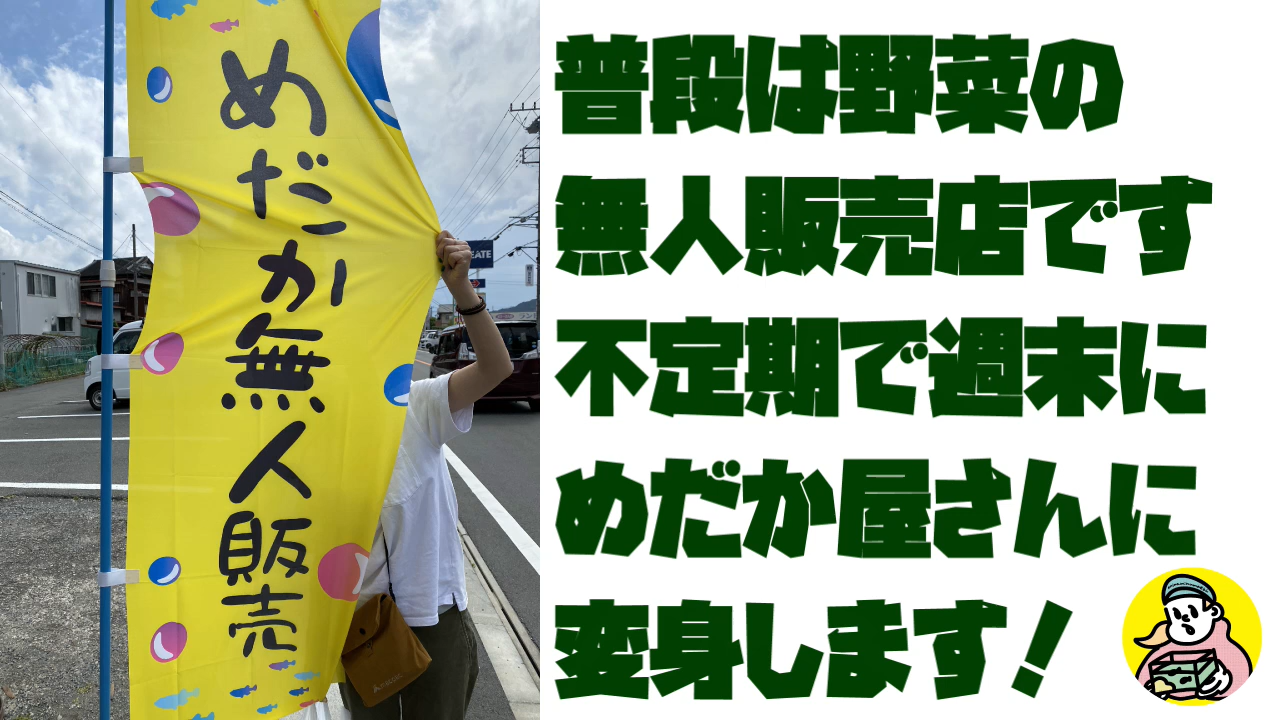 めだか無人販売
EATE
普段は野菜の
無人販売店です
不定期で週末に
めだか屋さんに
変身します！